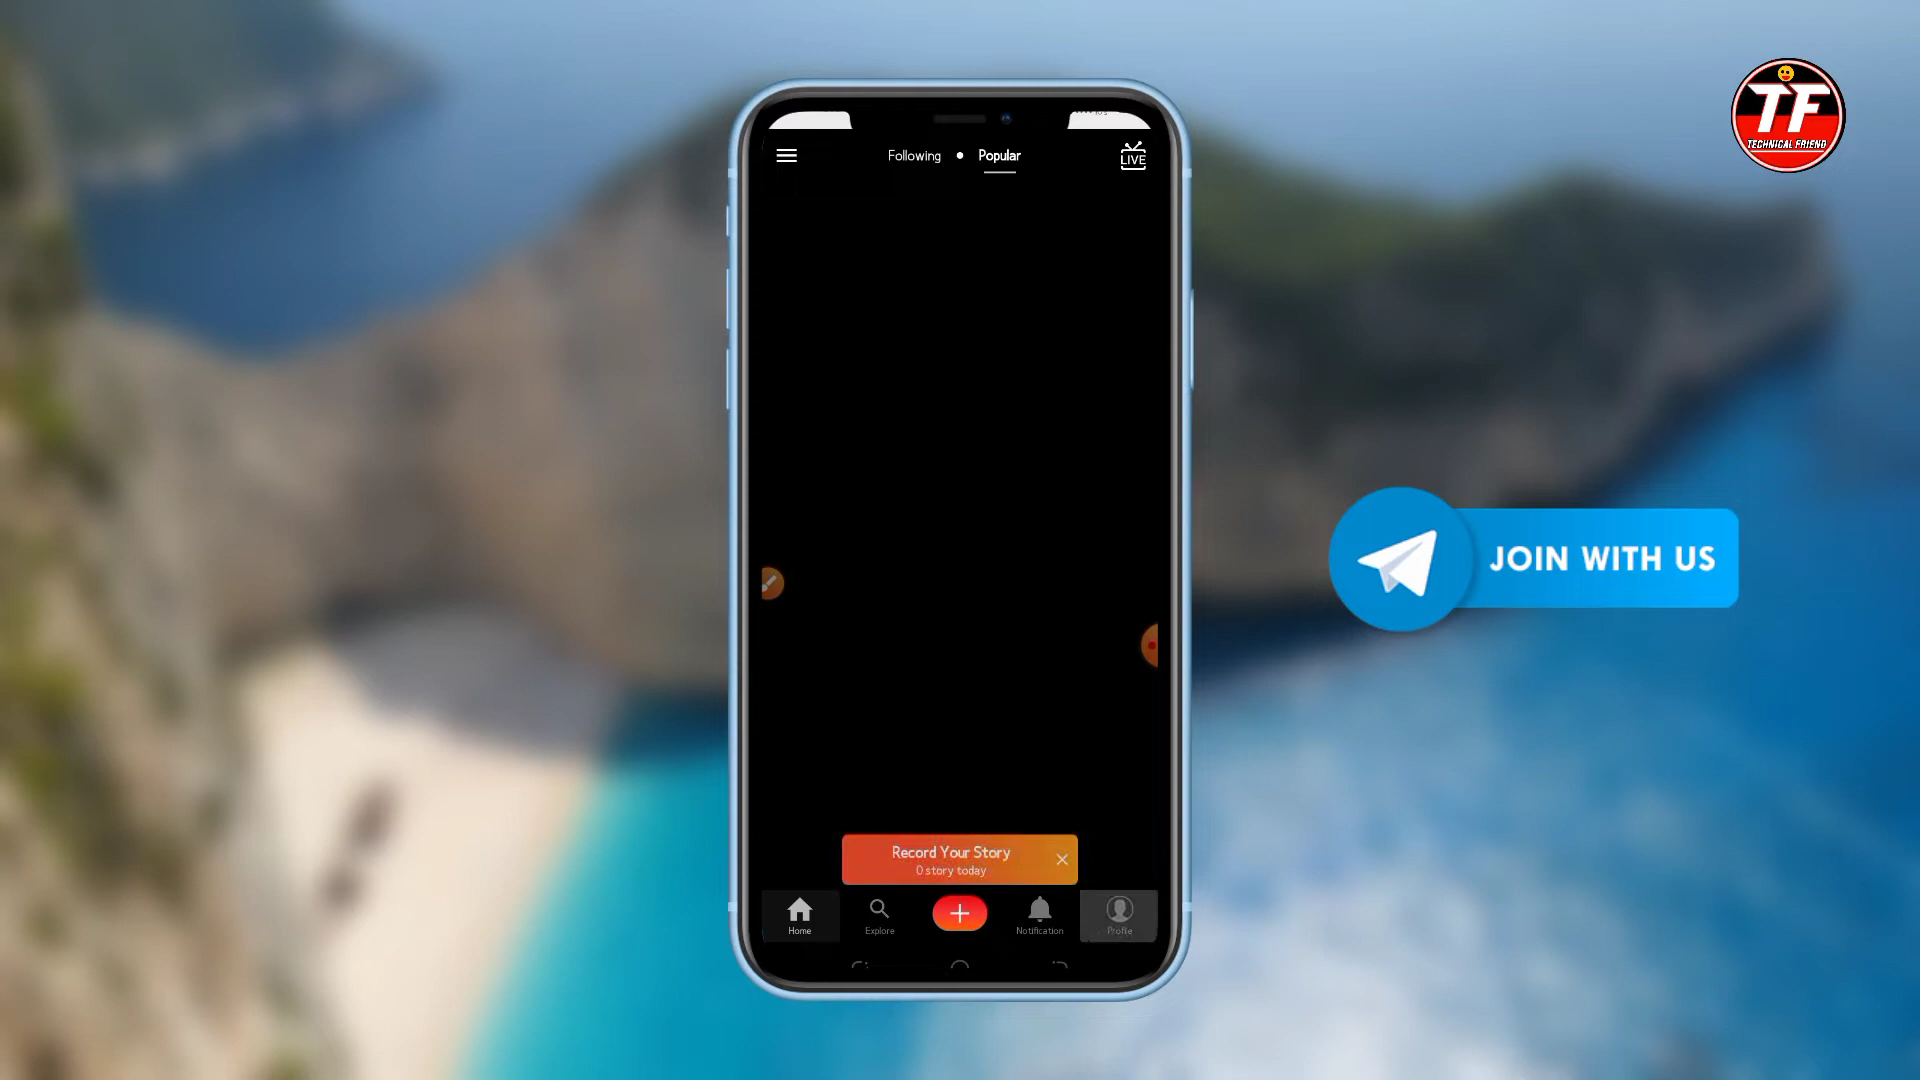 Following • Popular
LIVE
TF
TECHNICAL FRIEND
JOIN WITH US
Record Your Story
0 story today
Home
Explore
Notification
Profile